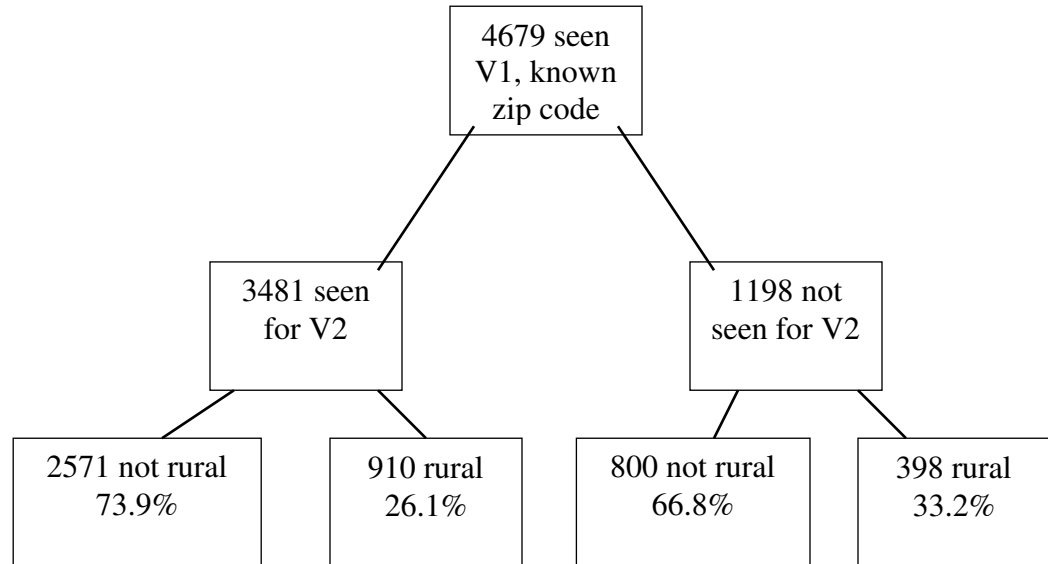 4679 seen
V1, known
zip code
3481 seen
for V2
1198 not
seen for V2
2571 not rural
73.9%
910 rural
26.1%
800 not rural
66.8%
398 rural
33.2%